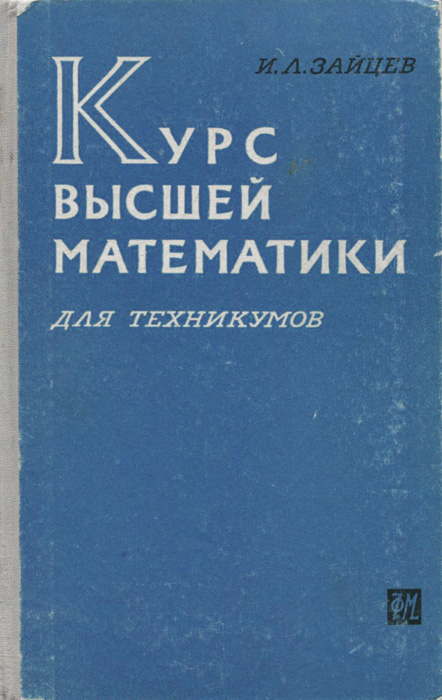 И. Л. ЗАЙЦЕВ
КУРС
ВЫСШЕЙ
МАТЕМАТИКИ
ДЛЯ ТЕХНИКУМОВ
ФМ